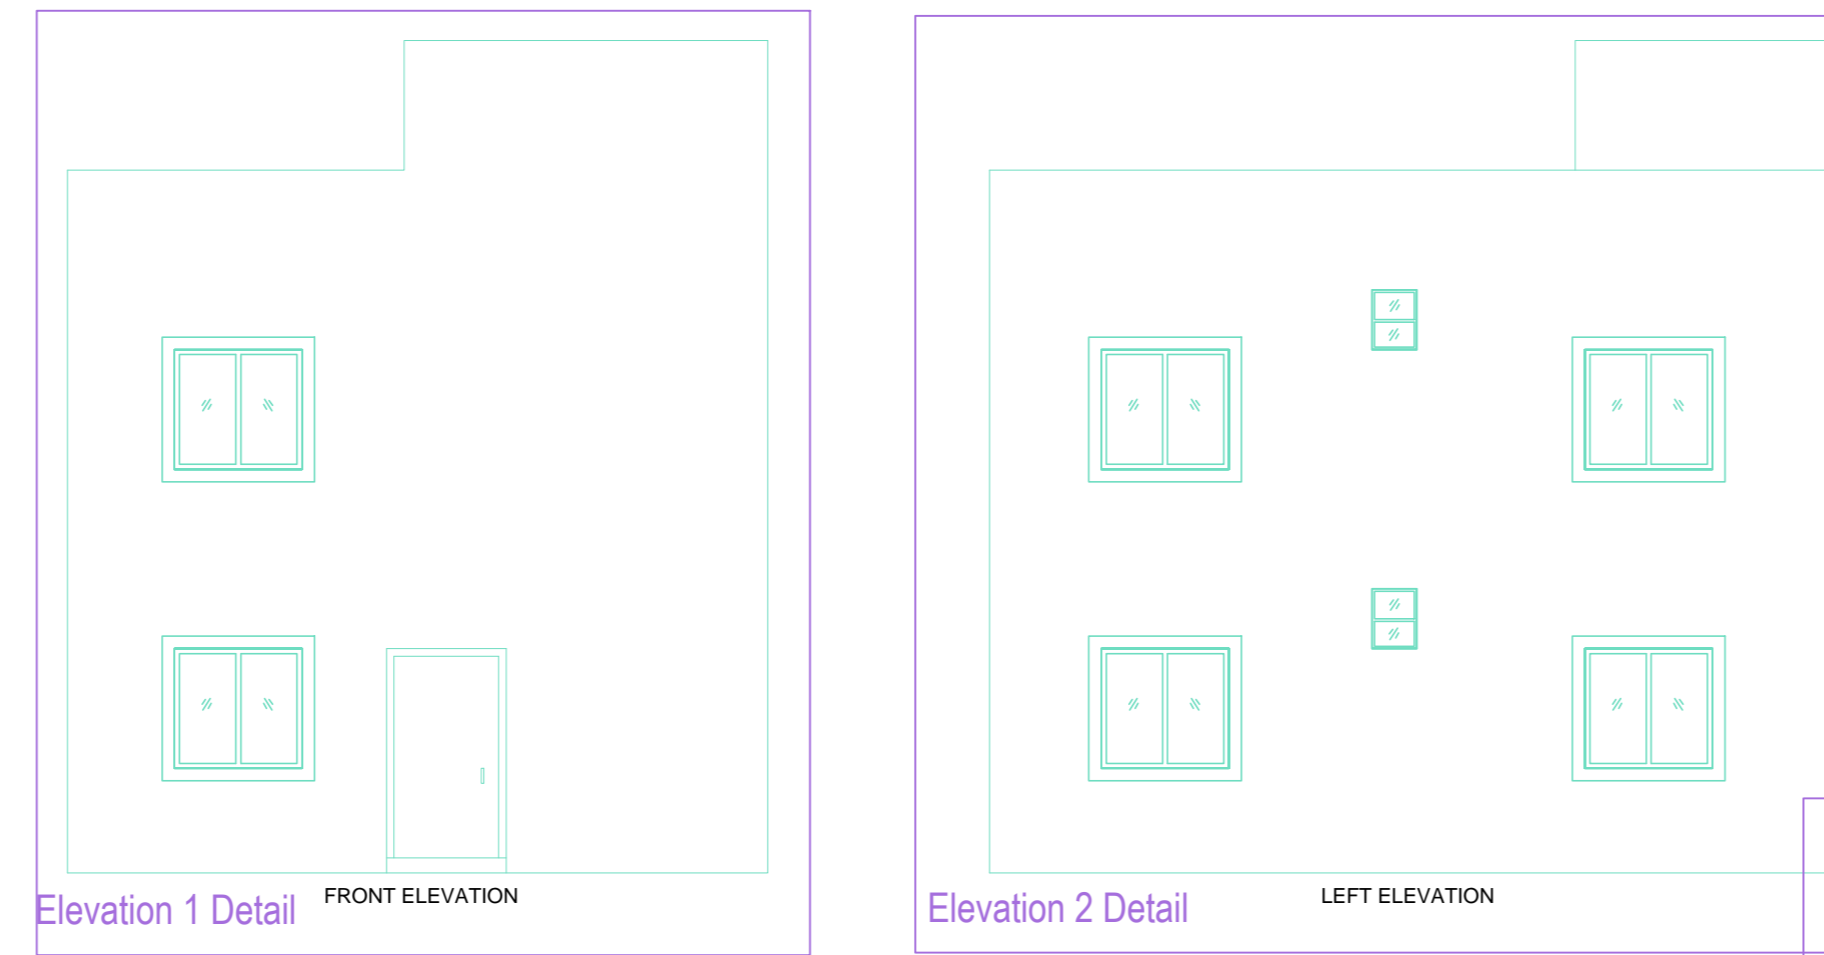 Elevation 1 Detail
FRONT ELEVATION
Elevation 2 Detail
LEFT ELEVATION